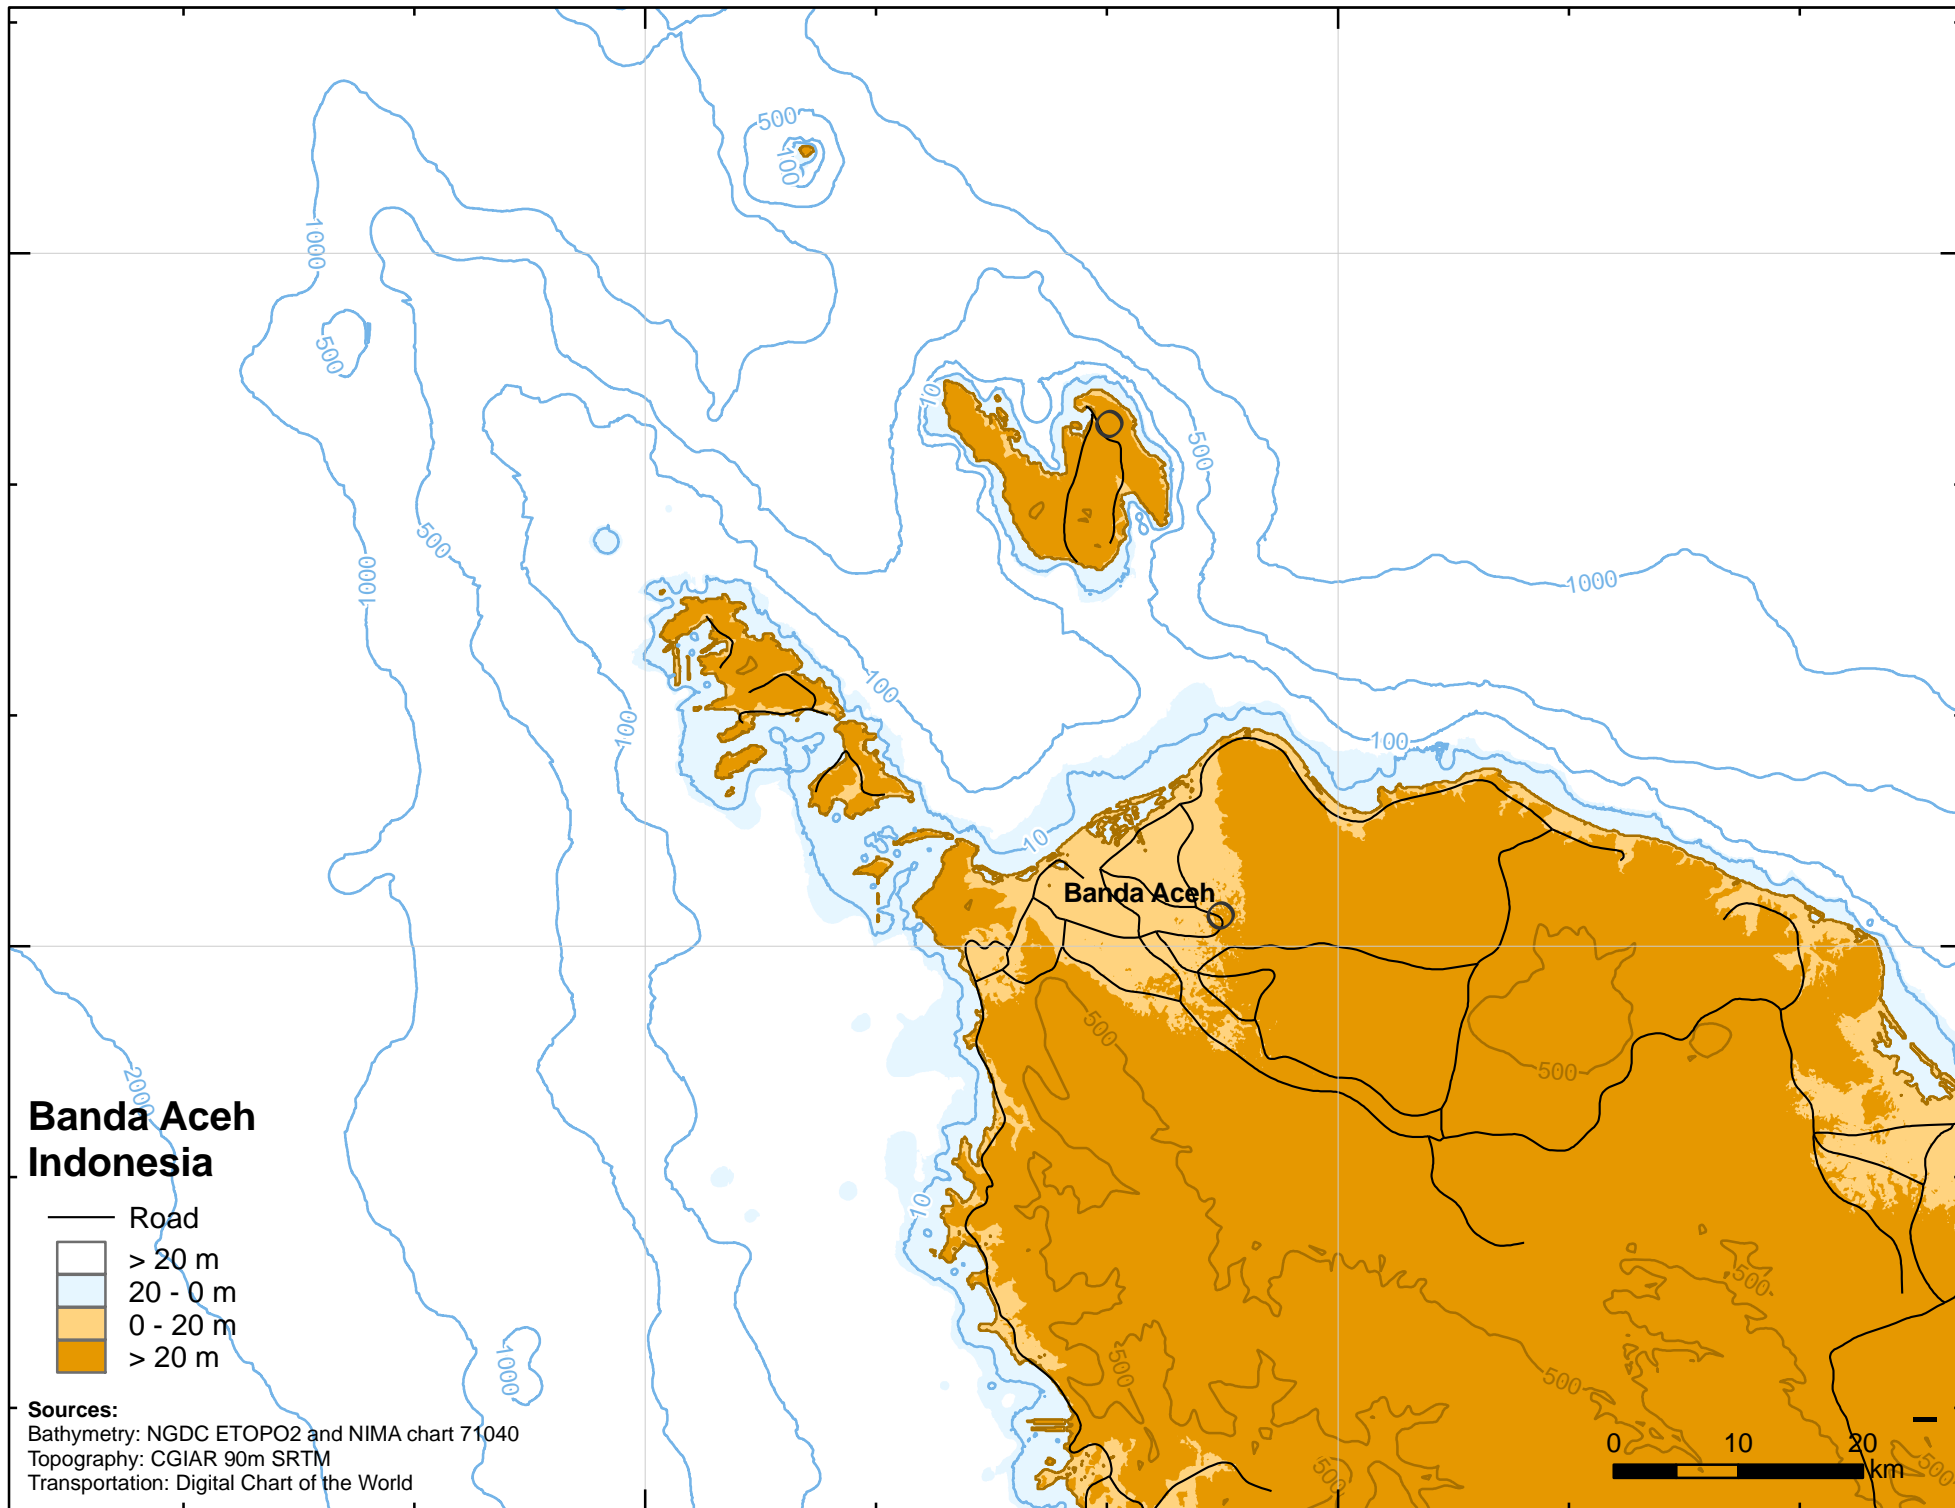 500
100
1000
500
10
500
500
1000
1000
100
100
100
10
Banda Aceh
500
500
2000
Banda Aceh
Indonesia
10
Road
> 20 m
20 - 0 m
0 - 20 m
> 20 m
500
1000
500
500
Sources:
Bathymetry: NGDC ETOPO2 and NIMA chart 71040
Topography: CGIAR 90m SRTM
Transportation: Digital Chart of the World
0 10 20
km
500
500